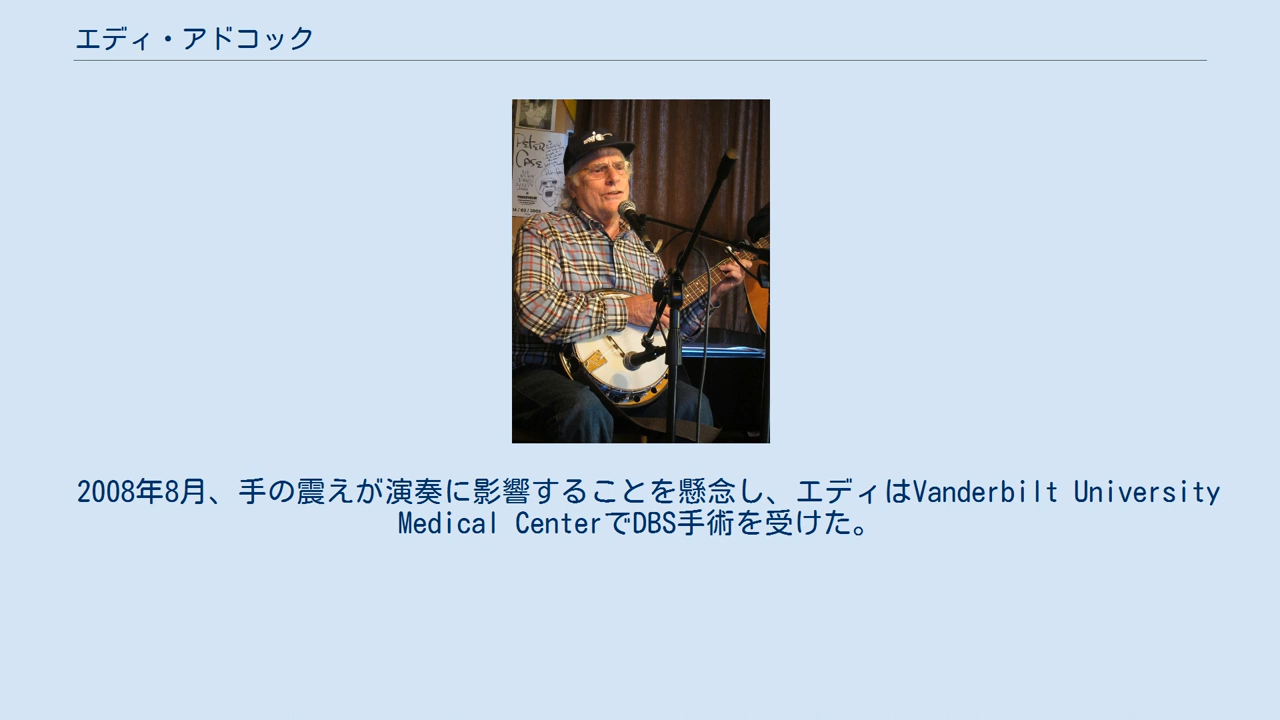 エディ・アドコック
Peter
Case
2008年8月、手の震えが演奏に影響することを懸念し、エディはVanderbilt University
Medical CenterでDBS手術を受けた。